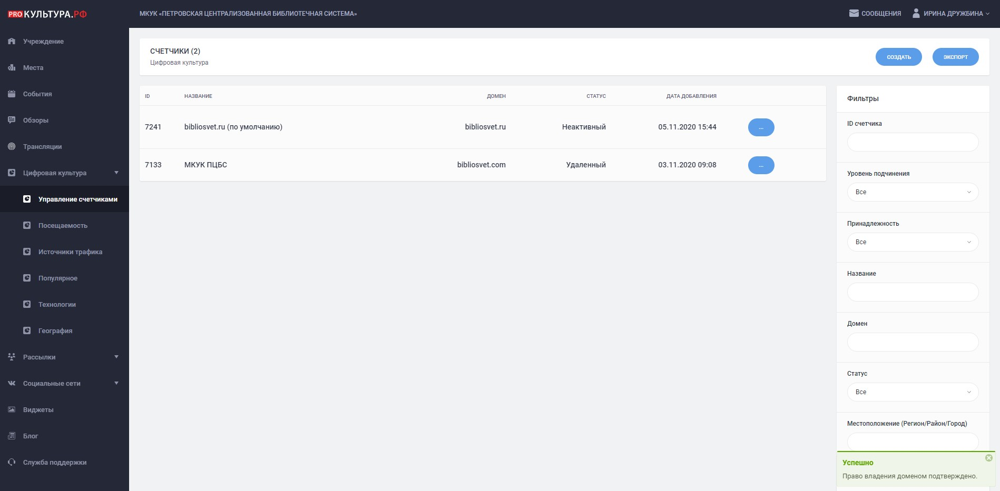 PRO КУЛЬТУРА.РФ
МКУК «ПЕТРОВСКАЯ ЦЕНТРАЛИЗОВАННАЯ БИБЛИОТЕЧНАЯ СИСТЕМА»
СООБЩЕНИЯ
ИРИНА ДРУЖБИНА
Учреждение
Места
События
Обзоры
Трансляции
Цифровая культура
Управление счетчиками
Посещаемость
Источники трафика
Популярное
Технологии
География
Рассылки
Социальные сети
Виджеты
Блог
Служба поддержки
СЧЕТЧИКИ (2)
Цифровая культура
СОЗДАТЬ
ЭКСПОРТ
ID НАЗВАНИЕ ДОМЕН СТАТУС ДАТА ДОБАВЛЕНИЯ
7241 bibliosvet.ru (по умолчанию) bibliosvet.ru Неактивный 05.11.2020 15:44 ...
7133 МКУК ПЦБС bibliosvet.com Удаленный 03.11.2020 09:08 ...
Фильтры
ID счетчика
Уровень подчинения
Все
Принадлежность
Все
Название
Домен
Статус
Все
Местоположение (Регион/Район/Город)
Успешно
Право владения доменом подтверждено.